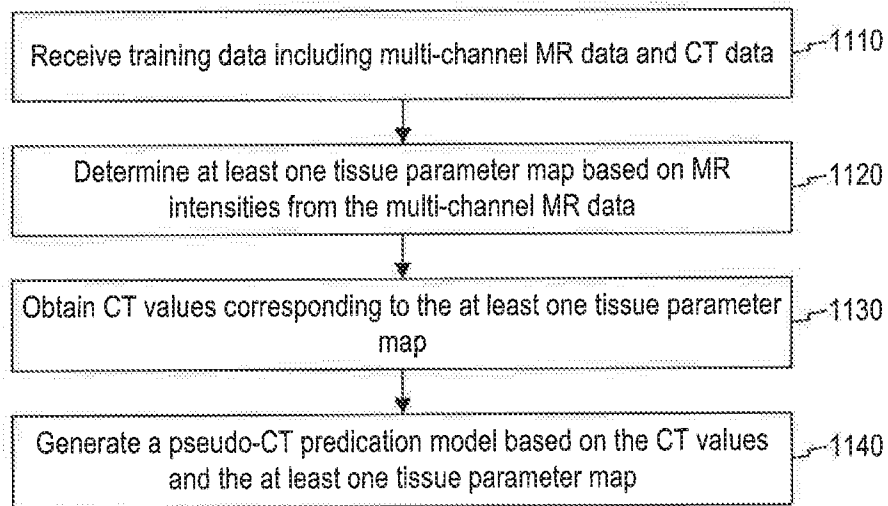 Receive training data including multi-channel MR data and CT data
1110
Determine at least one tissue parameter map based on MR
intensities from the multi-channel MR data
1120
Obtain CT values corresponding to the at least one tissue parameter
map
1130
Generate a pseudo-CT predication model based on the CT values
and the at least one tissue parameter map
1140